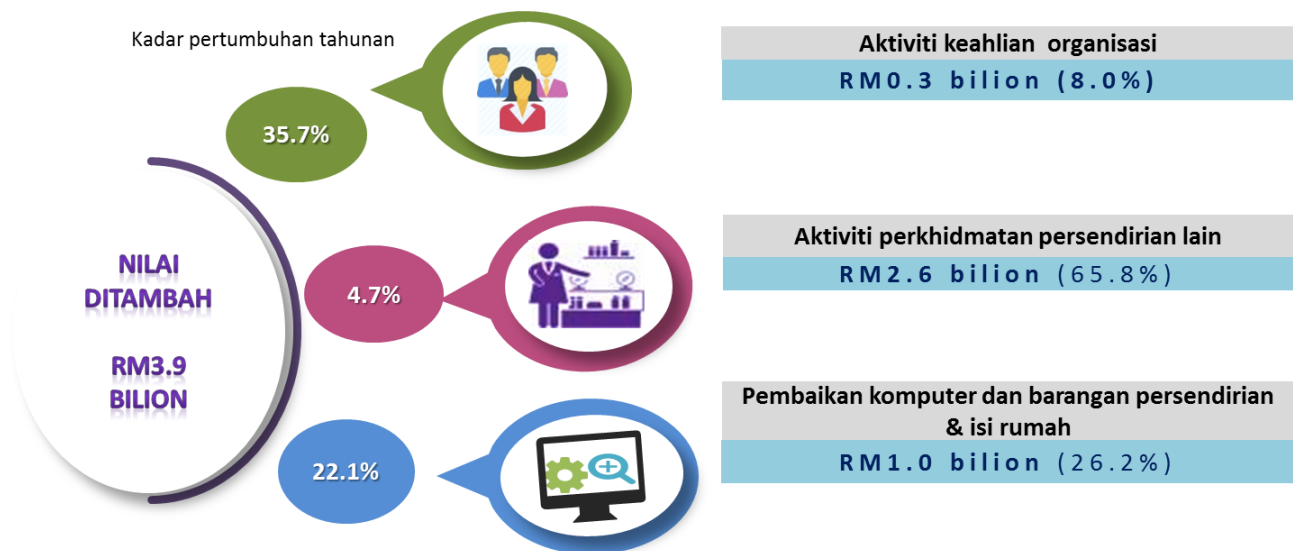 Kadar pertumbuhan tahunan
35.7%
Aktiviti keahlian organisasi
RM0.3 bilion (8.0%)
NILAI
DITAMBAH
RM3.9
BILION
4.7%
Aktiviti perkhidmatan persendirian lain
RM2.6 bilion (65.8%)
22.1%
Pembaikan komputer dan barangan persendirian
& isi rumah
RM1.0 bilion (26.2%)